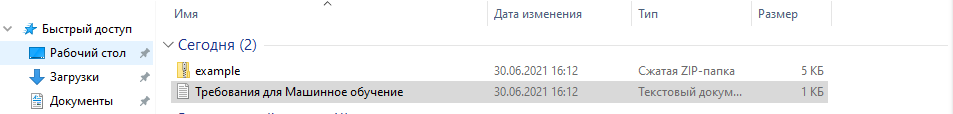 Имя Дата изменения Тип Размер
Быстрый доступ
Сегодня (2)
Рабочий стол
example 30.06.2021 16:12 Сжатая ZIP-папка 5 КБ
Загрузки
Требования для Машинное обучение 30.06.2021 16:12 Текстовый докум... 1 КБ
Документы